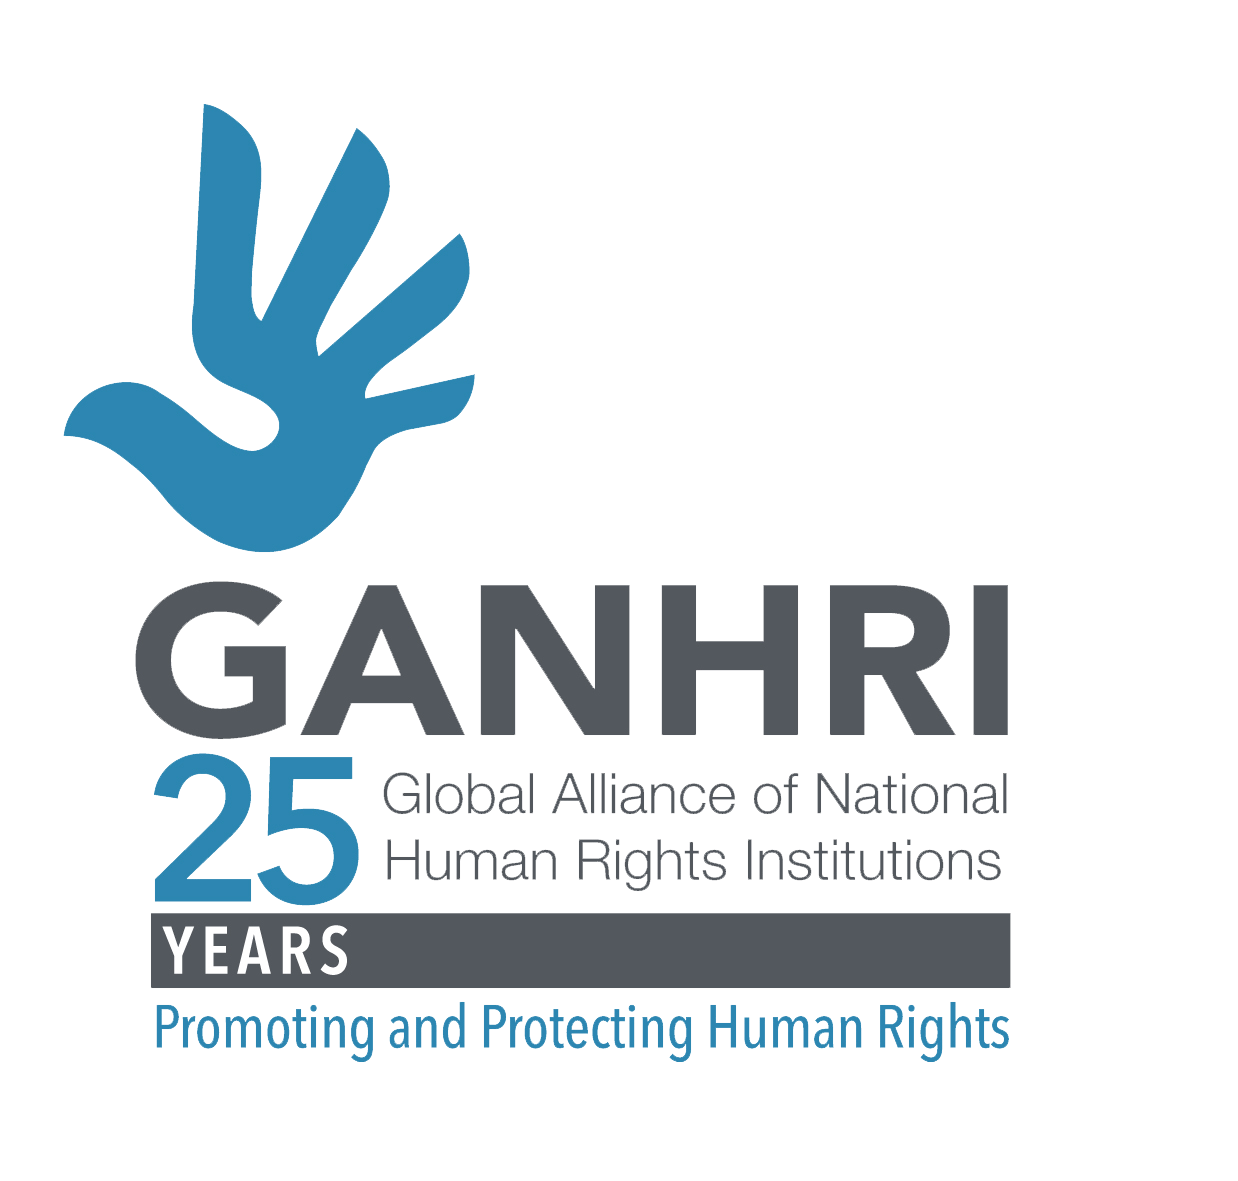 GANHRI
25
Global Alliance of National
Human Rights Institutions
YEARS
Promoting and Protecting Human Rights